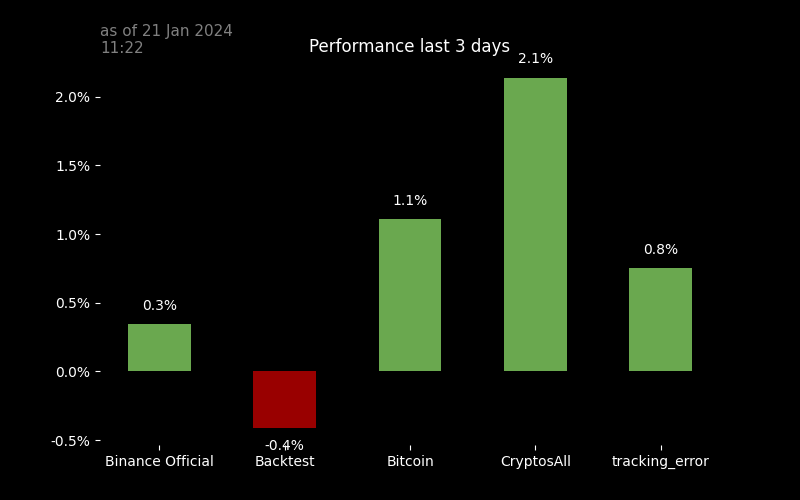 as of 21 Jan 2024
11:22
Performance last 3 days
2.1%
2.0%
1.5%
1.1%
1.0%
0.8%
0.5%
0.3%
0.0%
-0.4%
-0.5%
Binance Official
Backtest
Bitcoin
CryptosAll
tracking_error